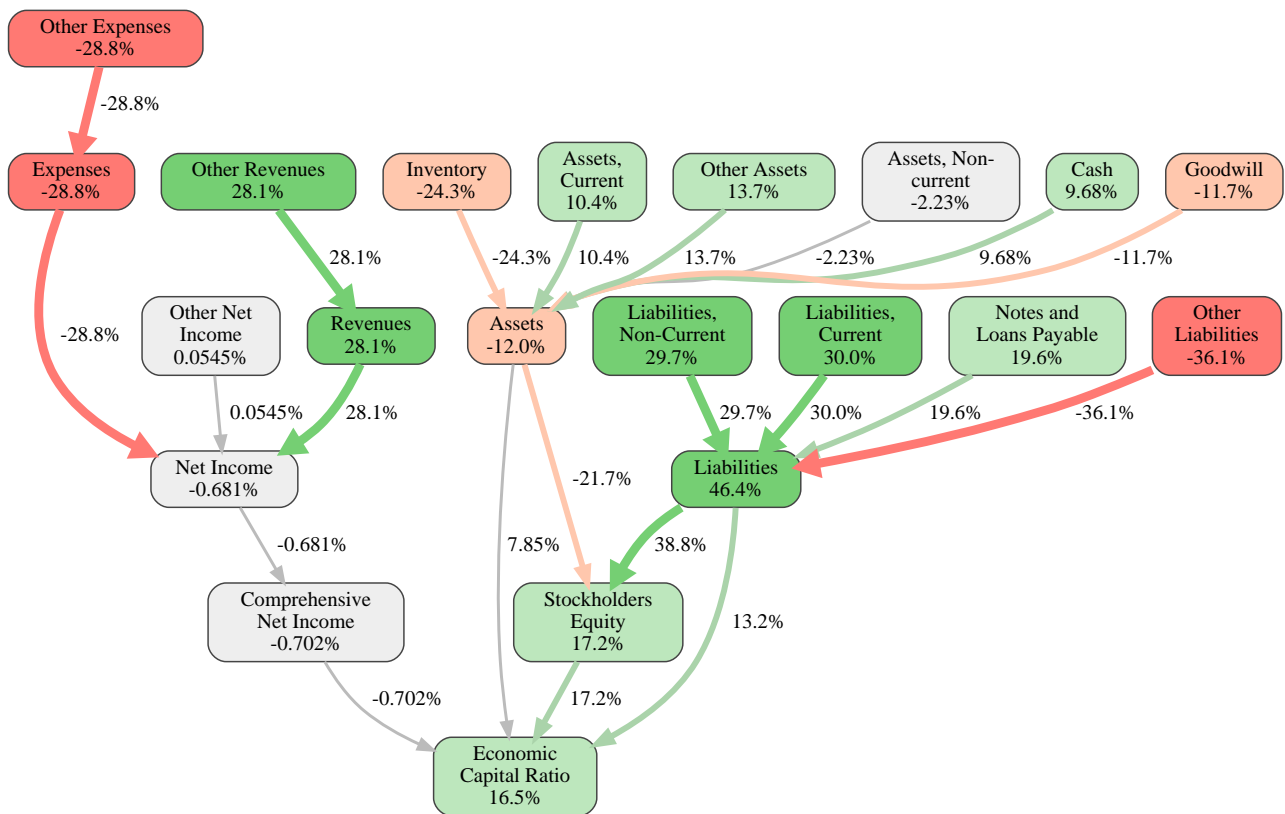 Other Expenses
-28.8%
-28.8%
Expenses
-28.8%
Other Revenues
28.1%
Inventory
-24.3%
Assets,
Current
10.4%
Other Assets
13.7%
Assets, Non-
current
-2.23%
Cash
9.68%
Goodwill
-11.7%
28.1%
-24.3%
10.4%
13.7%
-2.23%
9.68%
-11.7%
-28.8%
Other Net
Income
0.0545%
Revenues
28.1%
Assets
-12.0%
Liabilities,
Non-Current
29.7%
Liabilities,
Current
30.0%
Notes and
Loans Payable
19.6%
Other
Liabilities
-36.1%
0.0545%
28.1%
29.7%
30.0%
19.6%
-36.1%
Net Income
-0.681%
-21.7%
Liabilities
46.4%
-0.681%
7.85%
38.8%
Comprehensive
Net Income
-0.702%
Stockholders
Equity
17.2%
13.2%
-0.702%
17.2%
Economic
Capital Ratio
16.5%